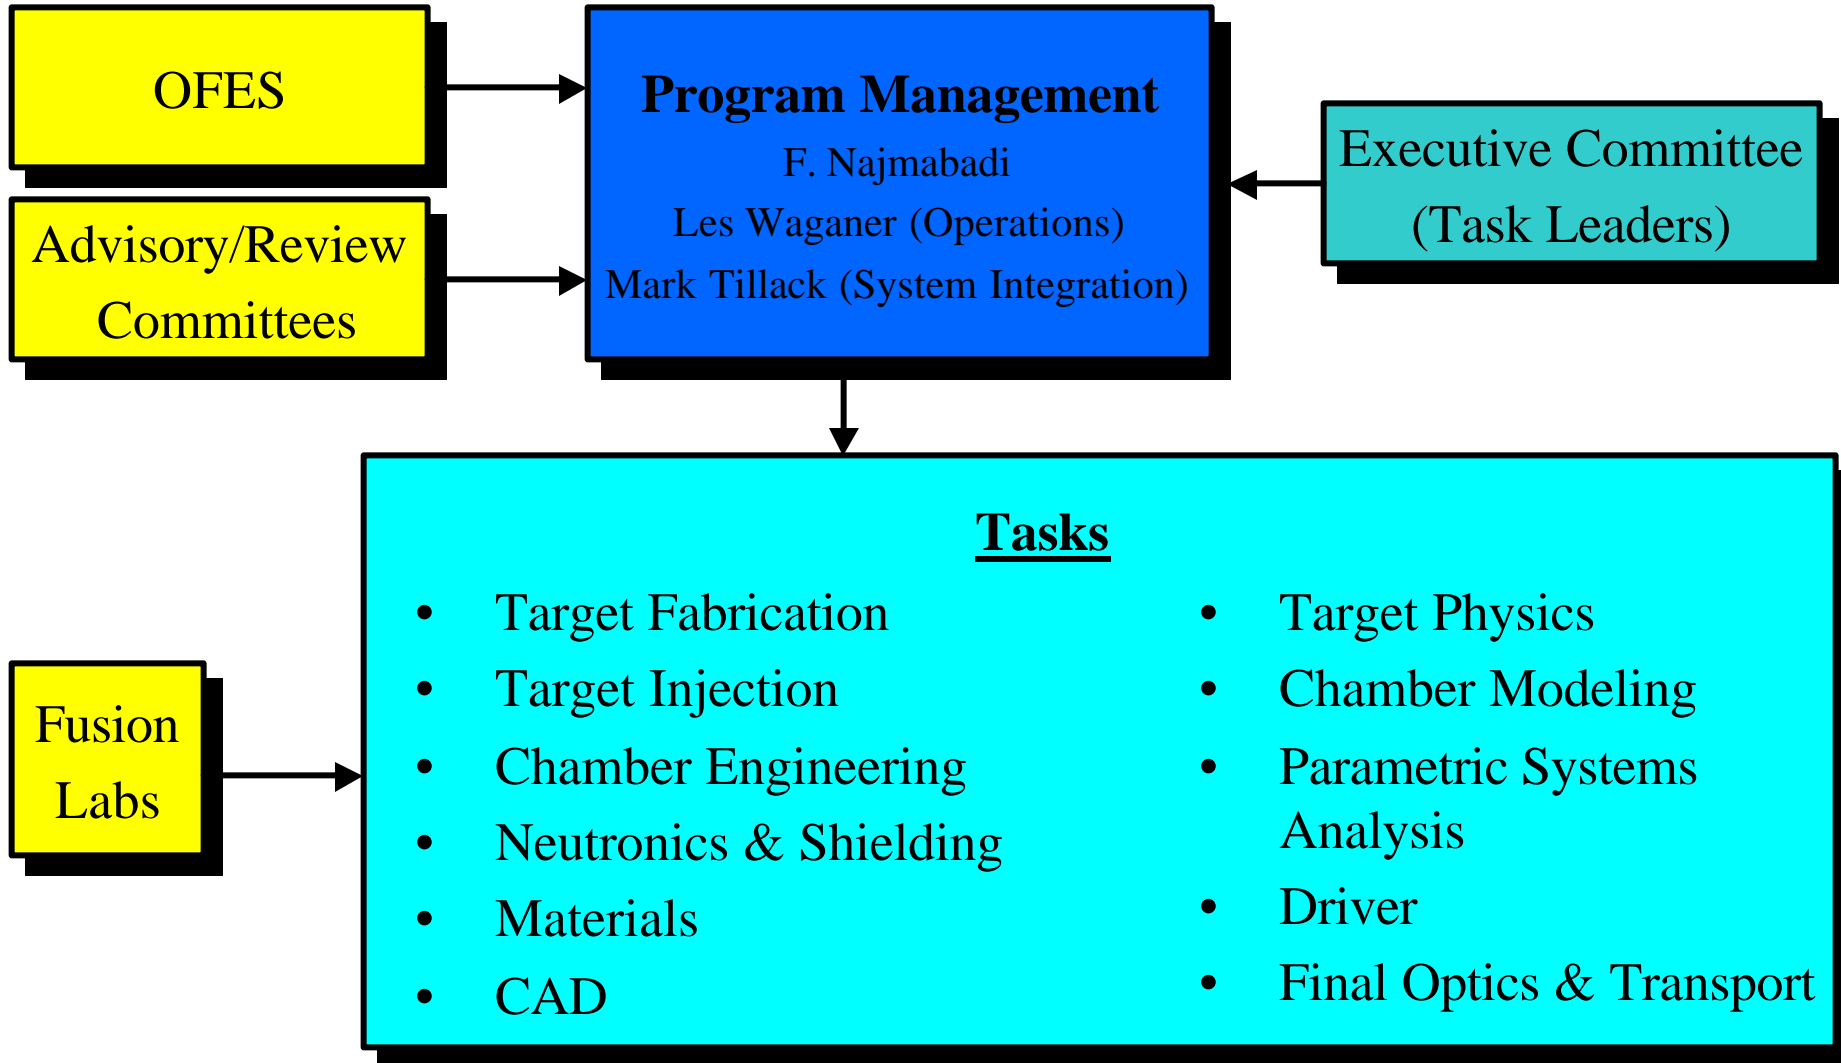 OFES
Advisory/Review
Committees
Program Management
F. Najmabadi
Les Waganer (Operations)
Mark Tillack (System Integration)
Executive Committee
(Task Leaders)
Fusion
Labs
Tasks
• Target Fabrication
• Target Injection
• Chamber Engineering
• Neutronics & Shielding
• Materials
• CAD
• Target Physics
• Chamber Modeling
• Parametric Systems
Analysis
• Driver
• Final Optics & Transport